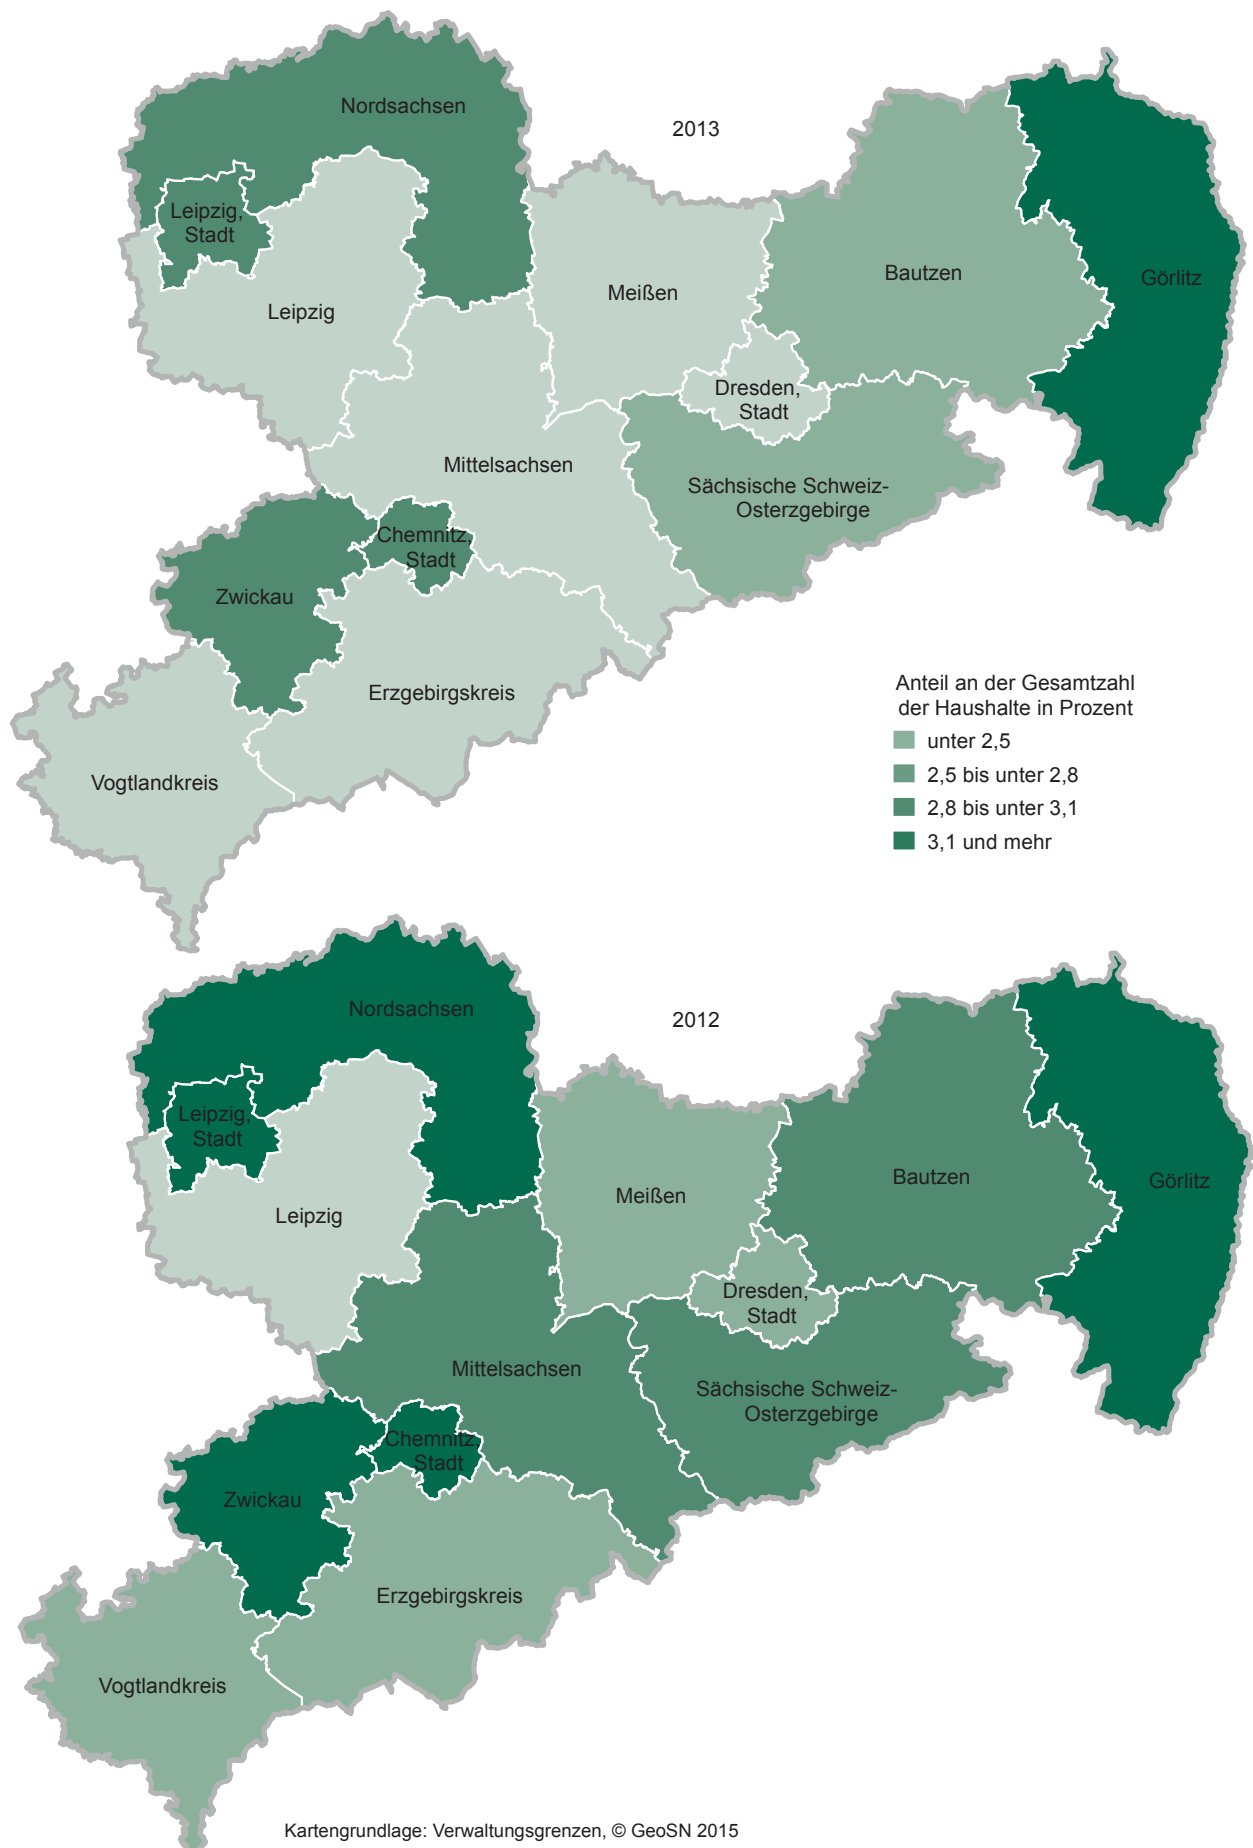 Nordsachsen
2013
Leipzig,
Stadt
Bautzen
Görlitz
Meißen
Leipzig
Dresden,
Stadt
Mittelsachsen
Sächsische Schweiz-
Osterzgebirge
Chemnitz,
Stadt
Zwickau
Erzgebirgskreis
Vogtlandkreis
Anteil an der Gesamtzahl
der Haushalte in Prozent
unter 2,5
2,5 bis unter 2,8
2,8 bis unter 3,1
3,1 und mehr
Nordsachsen
2012
Leipzig,
Stadt
Bautzen
Görlitz
Meißen
Leipzig
Dresden,
Stadt
Mittelsachsen
Sächsische Schweiz-
Osterzgebirge
Chemnitz,
Stadt
Zwickau
Erzgebirgskreis
Vogtlandkreis
Kartengrundlage: Verwaltungsgrenzen, © GeoSN 2015